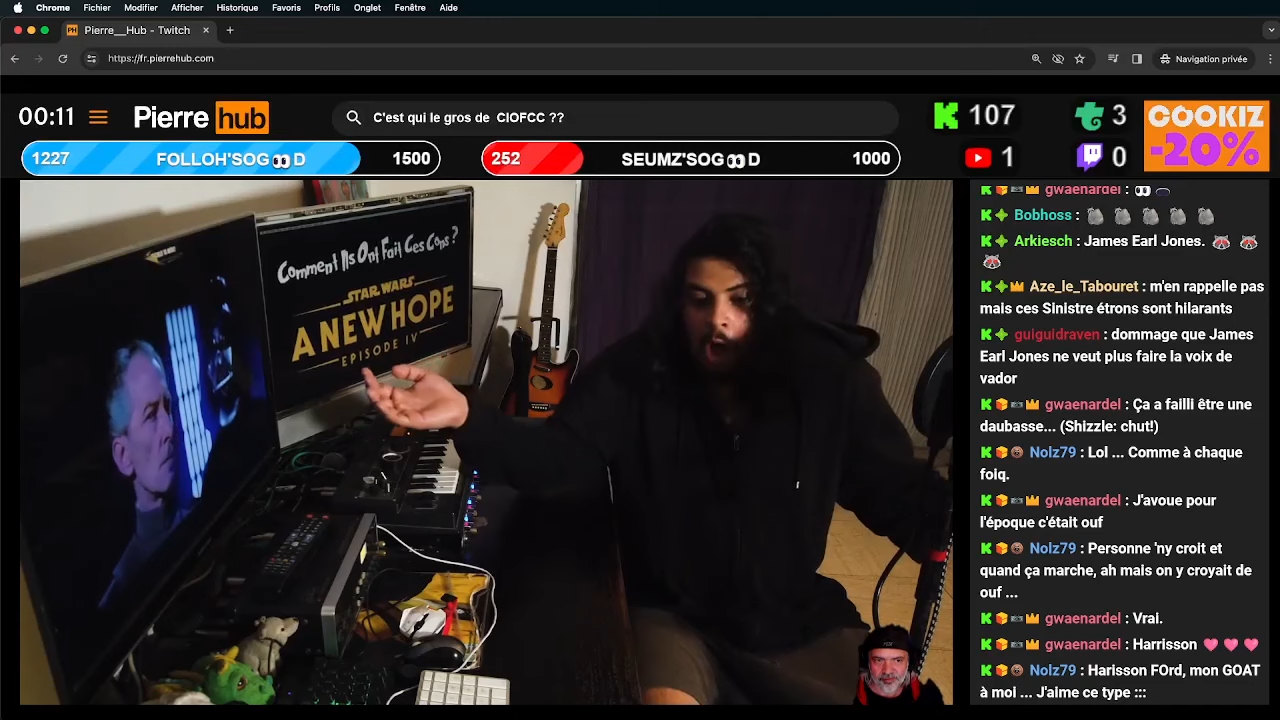 Chrome Fichier Modifier Afficher Historique Favoris Profils Onglet Fenêtre Aide
PH Pierre__Hub - Twitch
https://fr.pierrehub.com
Navigation privée
00:11 Pierre hub
C'est qui le gros de CIOFCC ??
K 107
3
1
0
COOKIZ
-20%
1227 FOLLOH'SOG D 1500
252 SEUMZ'SOG D 1000
Comment Ils Ont Fait Ces Cons ?
STAR WARS
A NEW HOPE
EPISODE IV
gwaenardel :
Bobhoss :
Arkiesch : James Earl Jones.
Aze_le_Tabouret : m'en rappelle pas
mais ces Sinistre étrons sont hilarants
guiguidraven : dommage que James
Earl Jones ne veut plus faire la voix de
vador
gwaenardel : Ça a failli être une
daubasse... (Shizzle: chut!)
Nolz79 : Lol ... Comme à chaque
foiq.
gwaenardel : J'avoue pour
l'époque c'était ouf
Nolz79 : Personne 'ny croit et
quand ça marche, ah mais on y croyait de
ouf ...
gwaenardel : Vrai.
gwaenardel : Harrisson
Nolz79 : Harisson FOrd, mon GOAT
à moi ... J'aime ce type :::